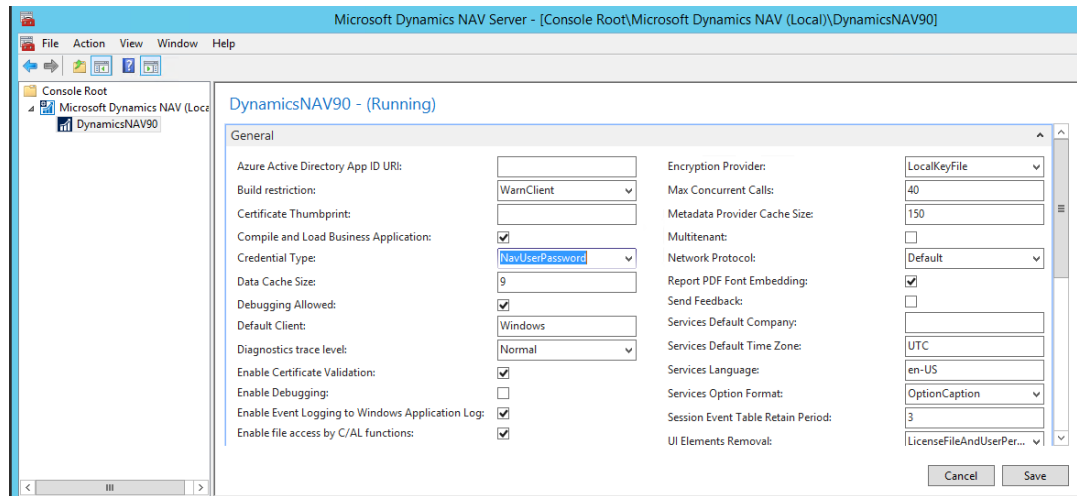 Microsoft Dynamics NAV Server - [Console Root\Microsoft Dynamics NAV (Local)\DynamicsNAV90]
File Action View Window Help
Console Root
Microsoft Dynamics NAV (Loca
DynamicsNAV90
DynamicsNAV90 - (Running)
General
Azure Active Directory App ID URI:
Build restriction: WarnClient
Certificate Thumbprint:
Compile and Load Business Application:
Credential Type: NavUserPassword
Data Cache Size: 9
Debugging Allowed:
Default Client: Windows
Diagnostics trace level: Normal
Enable Certificate Validation:
Enable Debugging:
Enable Event Logging to Windows Application Log:
Enable file access by C/AL functions:
Encryption Provider: LocalKeyFile
Max Concurrent Calls: 40
Metadata Provider Cache Size: 150
Multitenant:
Network Protocol: Default
Report PDF Font Embedding:
Send Feedback:
Services Default Company:
Services Default Time Zone: UTC
Services Language: en-US
Services Option Format: OptionCaption
Session Event Table Retain Period: 3
UI Elements Removal: LicenseFileAndUserPer...
Cancel Save